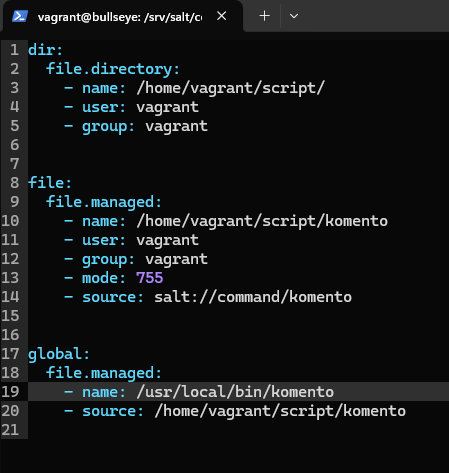 vagrant@bullseye: /srv/salt/c
1 dir:
2   file.directory:
3     - name: /home/vagrant/script/
4     - user: vagrant
5     - group: vagrant
6
7
8 file:
9   file.managed:
10     - name: /home/vagrant/script/komento
11     - user: vagrant
12     - group: vagrant
13     - mode: 755
14     - source: salt://command/komento
15
16
17 global:
18   file.managed:
19     - name: /usr/local/bin/komento
20     - source: /home/vagrant/script/komento
21